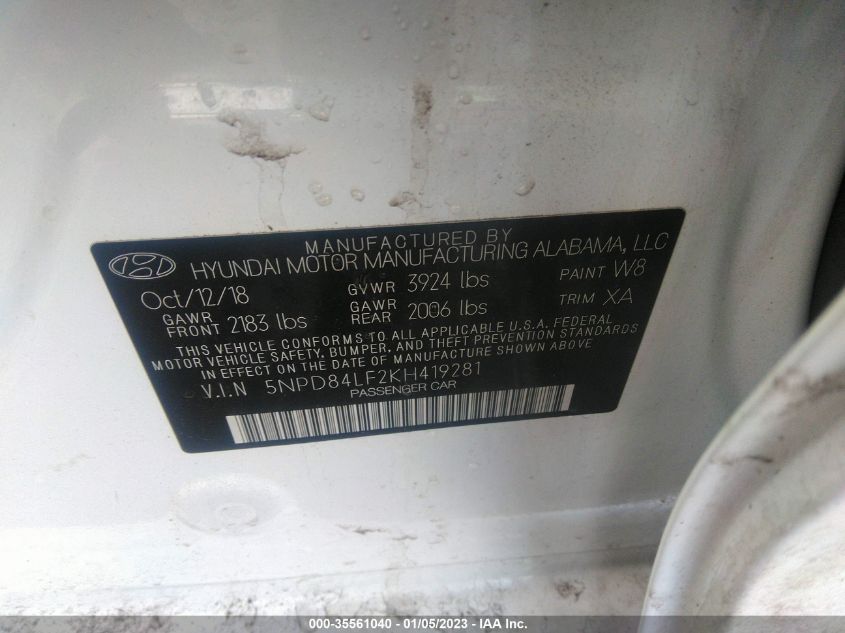 MANUFACTURED BY
HYUNDAI MOTOR MANUFACTURING ALABAMA, LLC
Oct/12/18 GVWR 3924 lbs PAINT W8
GAWR FRONT 2183 lbs GAWR REAR 2006 lbs TRIM XA
THIS VEHICLE CONFORMS TO ALL APPLICABLE U.S.A. FEDERAL
MOTOR VEHICLE SAFETY, BUMPER, AND THEFT PREVENTION STANDARDS
IN EFFECT ON THE DATE OF MANUFACTURE SHOWN ABOVE
V.I.N 5NPD84LF2KH419281
PASSENGER CAR
000-35561040 - 01/05/2023 - © IAA Inc.